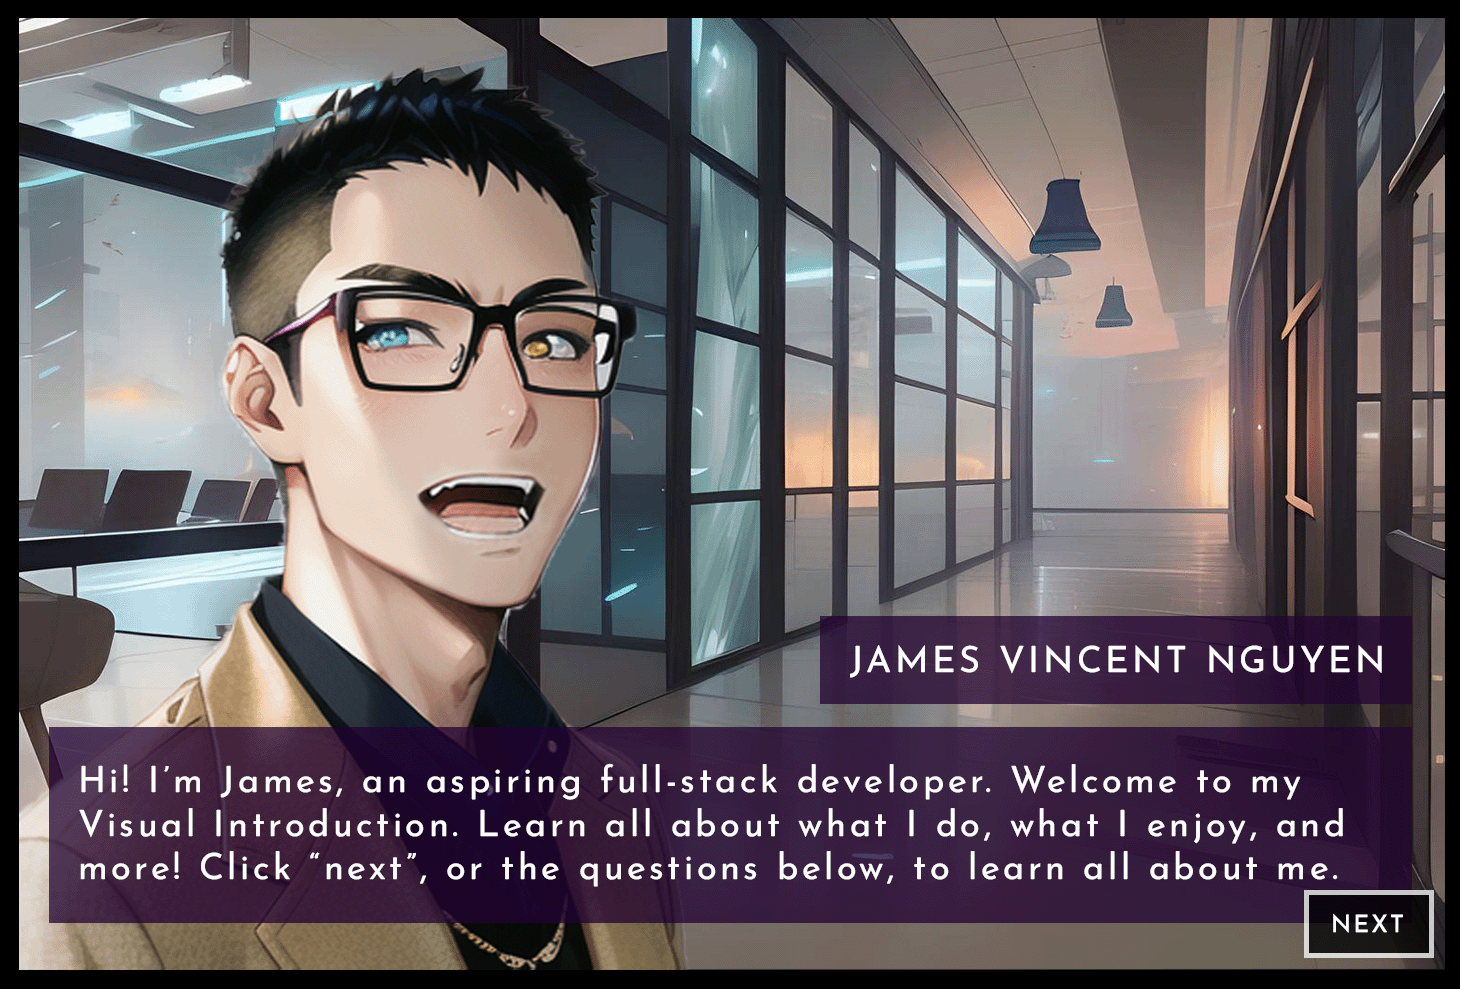 JAMES VINCENT NGUYEN
Hi! I’m James, an aspiring full-stack developer. Welcome to my
Visual Introduction. Learn all about what I do, what I enjoy, and
more! Click “next”, or the questions below, to learn all about me.
NEXT